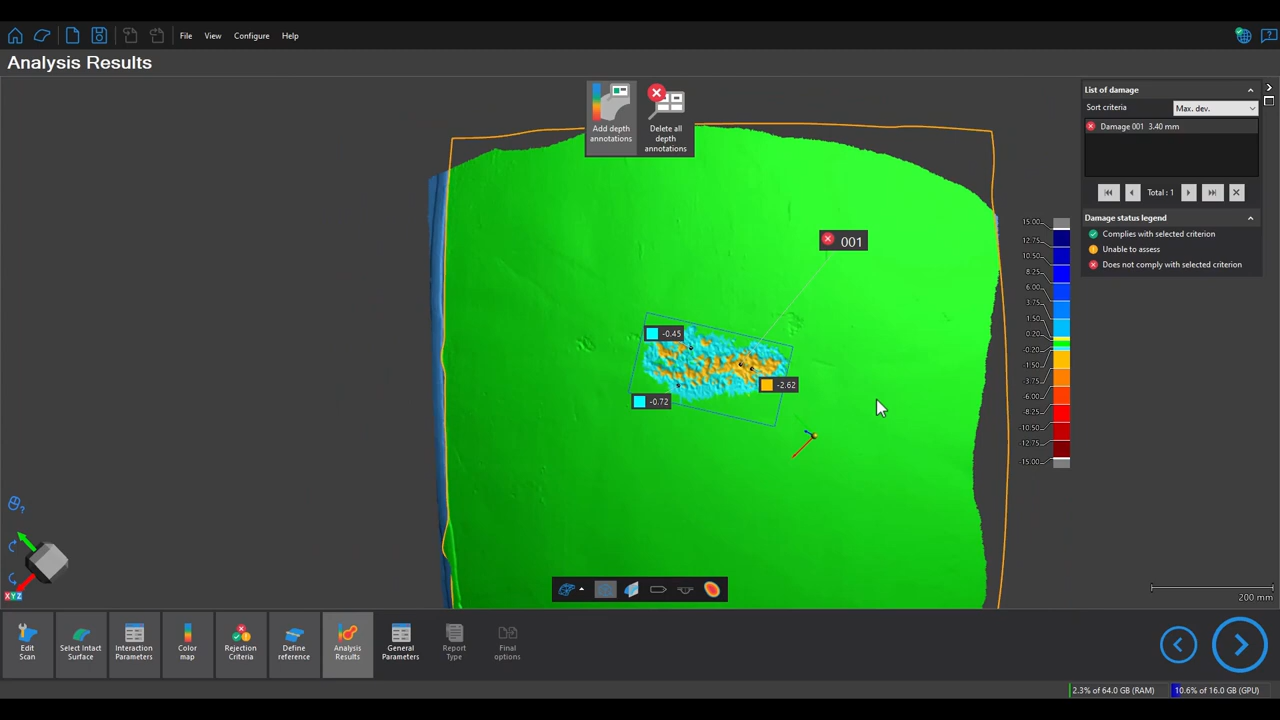 File View Configure Help
Analysis Results
Add depth
annotations
Delete all
depth
annotations
List of damage
Sort criteria Max. dev.
Damage 001 3.40 mm
Total : 1
Damage status legend
Complies with selected criterion
Unable to assess
Does not comply with selected criterion
001
-0.45
-2.62
-0.72
15.00
12.75
10.50
8.25
6.00
3.75
1.50
0.20
-0.20
-1.50
-3.75
-6.00
-8.25
-10.50
-12.75
-15.00
200 mm
XYZ
Edit
Scan
Select Intact
Surface
Interaction
Parameters
Color
map
Rejection
Criteria
Define
reference
Analysis
Results
General
Parameters
Report
Type
Final
options
2.3% of 64.0 GB (RAM) 10.6% of 16.0 GB (GPU)